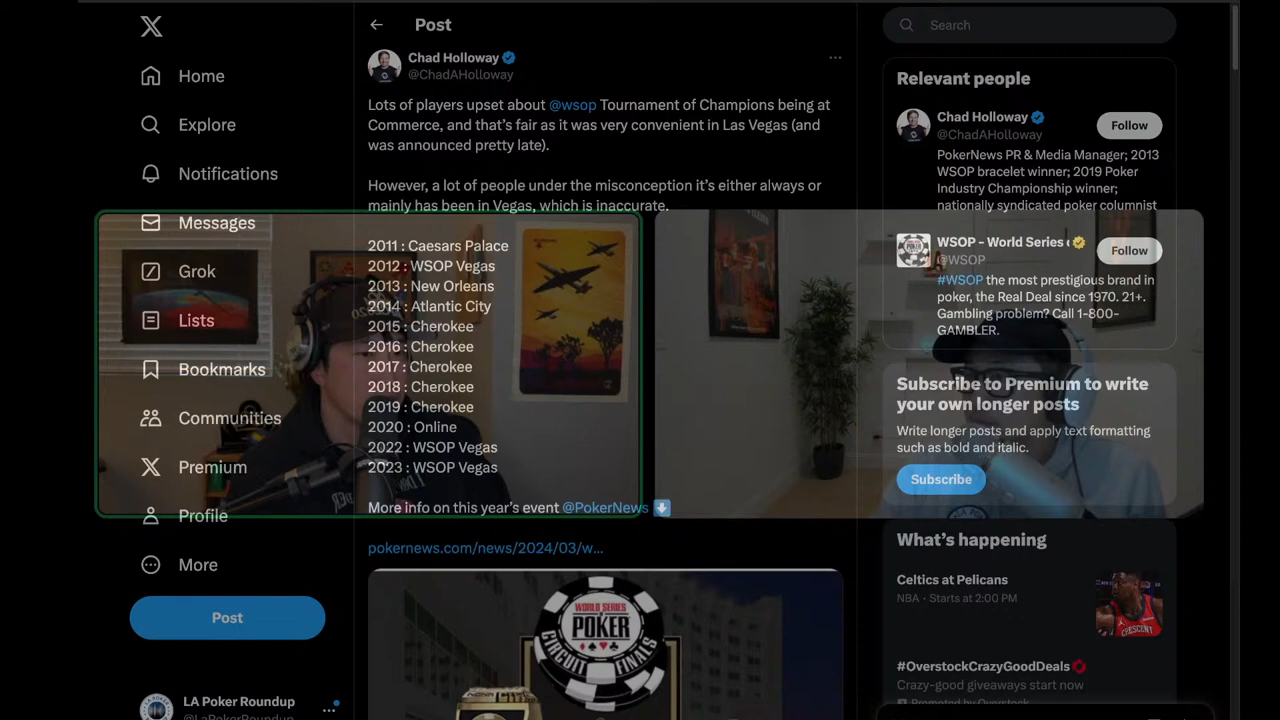 Home
Explore
Notifications
Messages
Grok
Lists
Bookmarks
Communities
Premium
Profile
More
Post
LA Poker Roundup
@LaPokerRoundup
Post
Chad Holloway
@ChadAHolloway
Lots of players upset about @wsop Tournament of Champions being at
Commerce, and that's fair as it was very convenient in Las Vegas (and
was announced pretty late).
However, a lot of people under the misconception it's either always or
mainly has been in Vegas, which is inaccurate.
2011 : Caesars Palace
2012 : WSOP Vegas
2013 : New Orleans
2014 : Atlantic City
2015 : Cherokee
2016 : Cherokee
2017 : Cherokee
2018 : Cherokee
2019 : Cherokee
2020 : Online
2022 : WSOP Vegas
2023 : WSOP Vegas
More info on this year's event @PokerNews ⬇️
pokernews.com/news/2024/03/w...
WORLD SERIES
POKER
CIRCUIT FINALS
Search
Relevant people
Chad Holloway
@ChadAHolloway
Follow
PokerNews PR & Media Manager; 2013
WSOP bracelet winner; 2019 Poker
Industry Championship winner;
nationally syndicated poker columnist
WSOP - World Series
@WSOP
Follow
#WSOP the most prestigious brand in
poker, the Real Deal since 1970. 21+.
Gambling problem? Call 1-800-
GAMBLER.
Subscribe to Premium to write
your own longer posts
Write longer posts and apply text formatting
such as bold and italic.
Subscribe
What's happening
Celtics at Pelicans
NBA · Starts at 2:00 PM
CRESCENT
#OverstockCrazyGoodDeals
Crazy-good giveaways start now
Promoted by Overstock